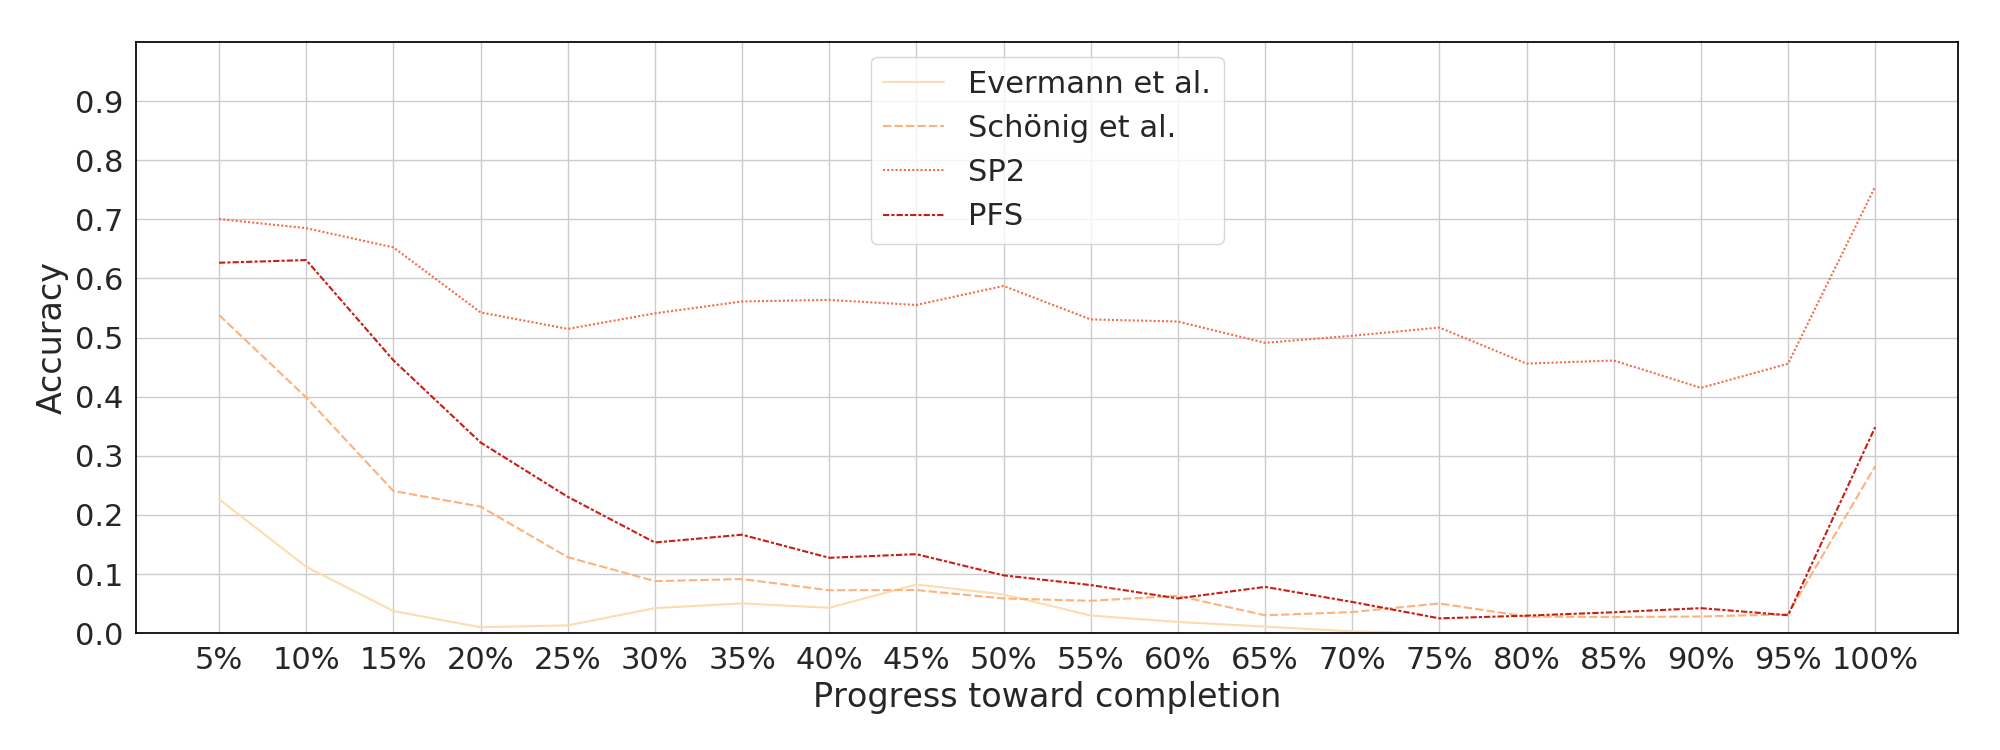 Evermann et al.
Schönig et al.
SP2
PFS
Accuracy
0.9
0.8
0.7
0.6
0.5
0.4
0.3
0.2
0.1
0.0
5% 10% 15% 20% 25% 30% 35% 40% 45% 50% 55% 60% 65% 70% 75% 80% 85% 90% 95% 100%
Progress toward completion